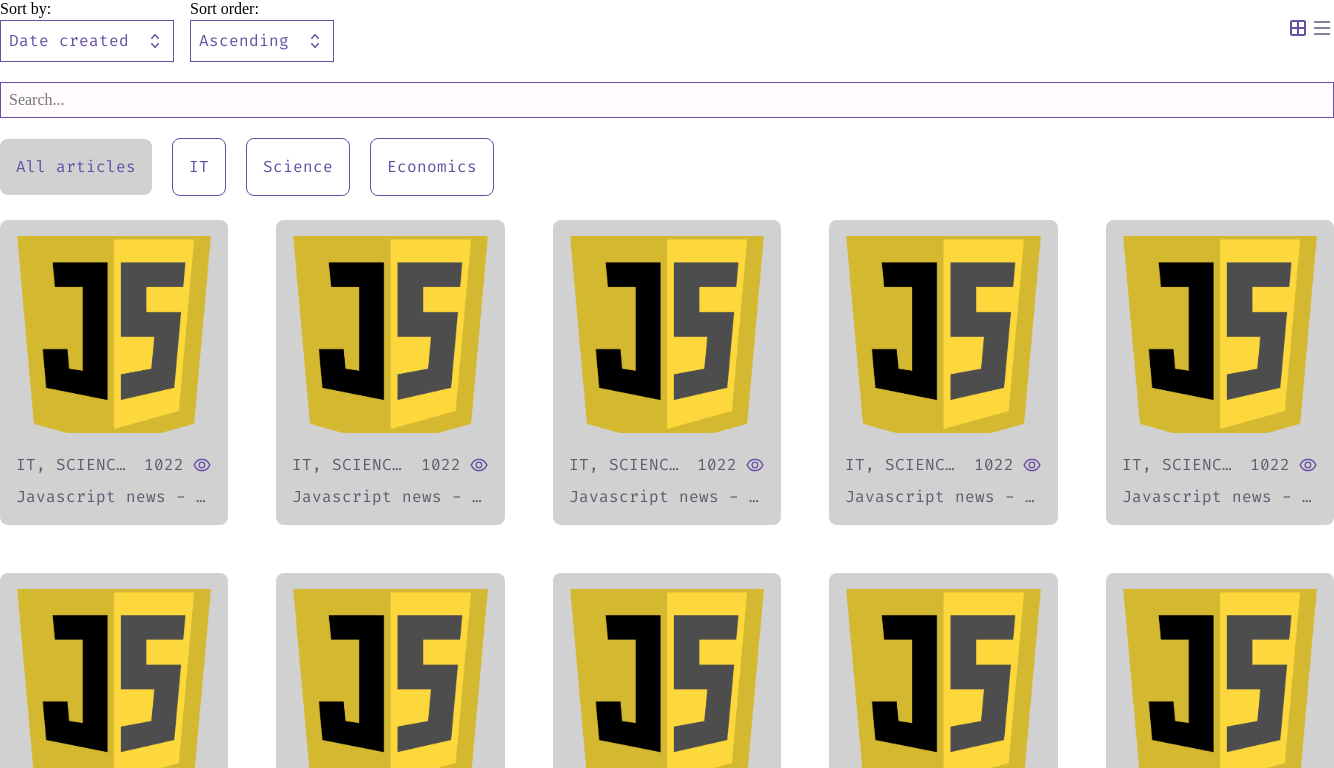 Sort by: Sort order:
Date created Ascending
Search...
All articles IT Science Economics
JS JS JS JS JS
IT, SCIENC… 1022 IT, SCIENC… 1022 IT, SCIENC… 1022 IT, SCIENC… 1022 IT, SCIENC… 1022
Javascript news - … Javascript news - … Javascript news - … Javascript news - … Javascript news - …
JS JS JS JS JS